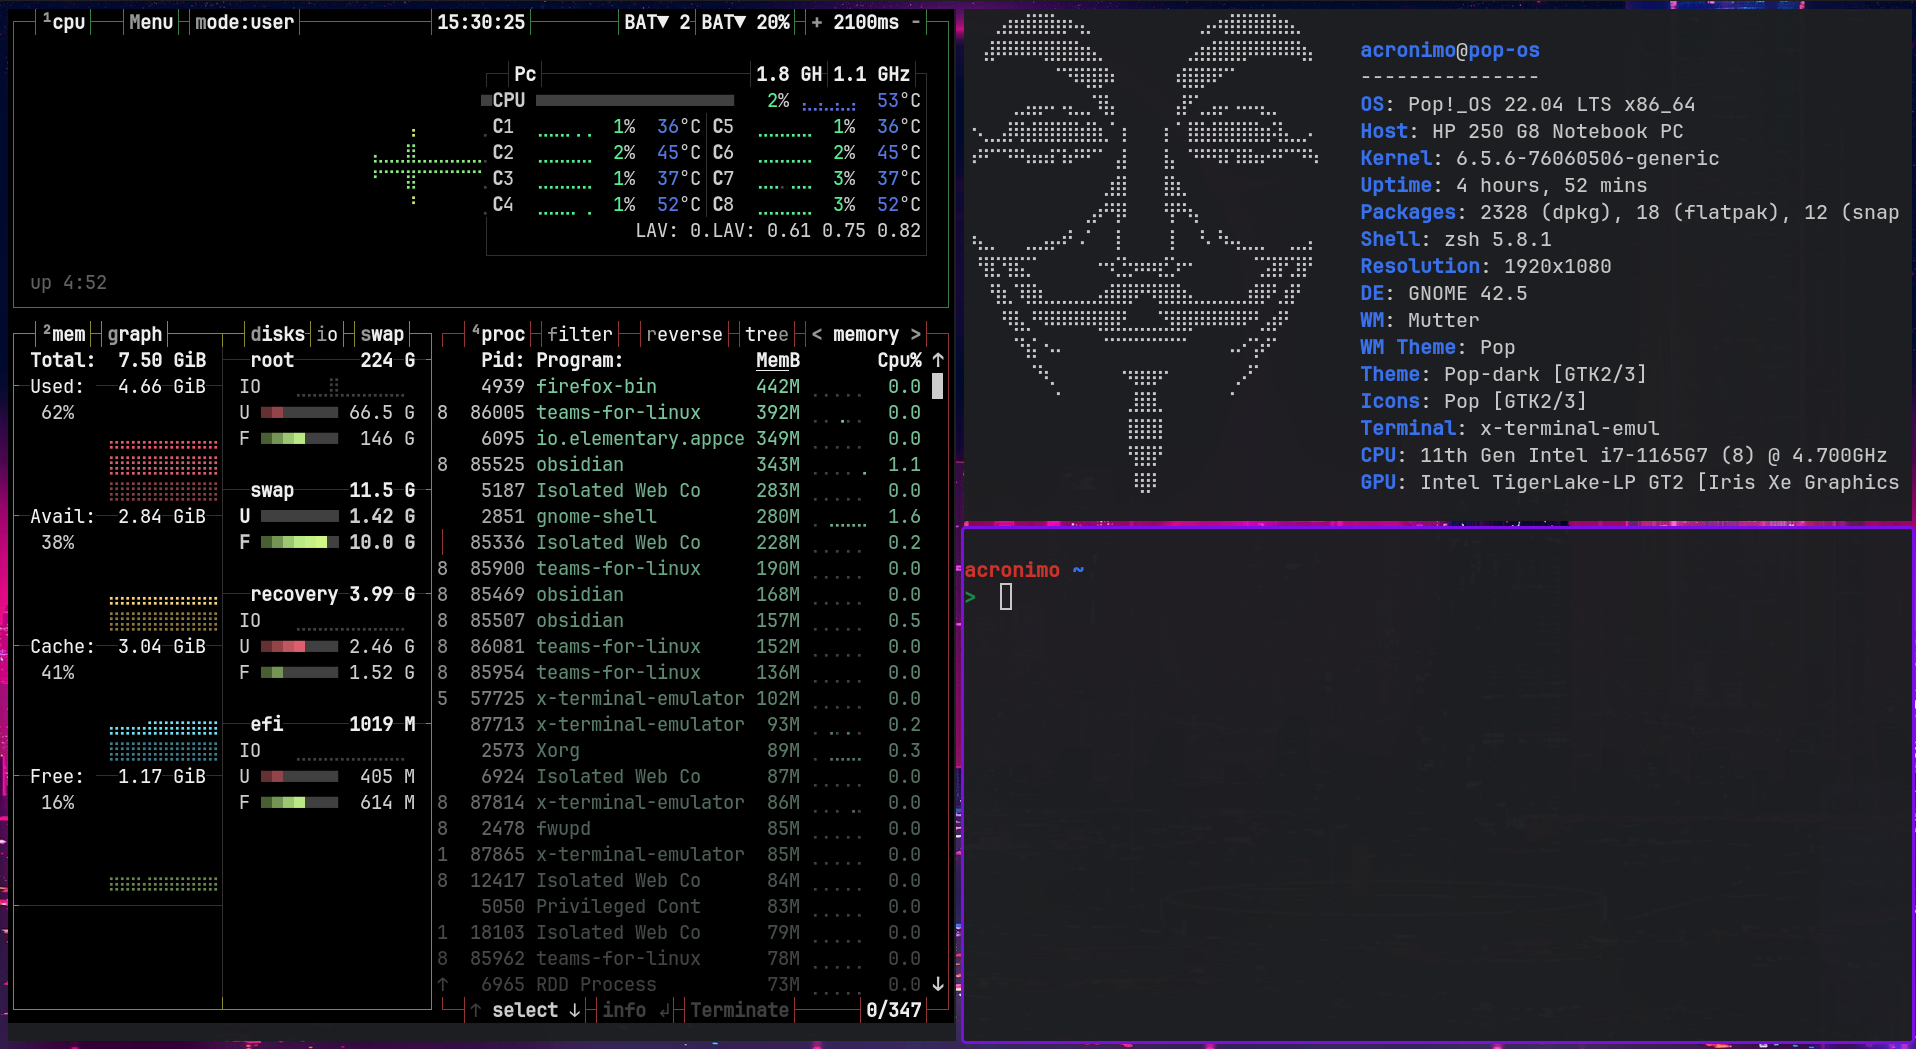 ¹cpu Menu mode:user 15:30:25 BAT▼ 2 BAT▼ 20% + 2100ms -
Pc 1.8 GH 1.1 GHz
CPU 2% 53°C
C1 1% 36°C C5 1% 36°C
C2 2% 45°C C6 2% 45°C
C3 1% 37°C C7 3% 37°C
C4 1% 52°C C8 3% 52°C
LAV: 0.LAV: 0.61 0.75 0.82
up 4:52
²mem graph disks io swap
Total: 7.50 GiB
Used: 4.66 GiB
62%
Avail: 2.84 GiB
38%
Cache: 3.04 GiB
41%
Free: 1.17 GiB
16%
root 224 G
IO
U 66.5 G
F 146 G
swap 11.5 G
U 1.42 G
F 10.0 G
recovery 3.99 G
IO
U 2.46 G
F 1.52 G
efi 1019 M
IO
U 405 M
F 614 M
⁴proc filter reverse tree < memory >
Pid: Program: MemB Cpu% ↑
4939 firefox-bin 442M 0.0
8 86005 teams-for-linux 392M 0.0
6095 io.elementary.appce 349M 0.0
8 85525 obsidian 343M 1.1
5187 Isolated Web Co 283M 0.0
2851 gnome-shell 280M 1.6
85336 Isolated Web Co 228M 0.2
8 85900 teams-for-linux 190M 0.0
8 85469 obsidian 168M 0.0
8 85507 obsidian 157M 0.5
8 86081 teams-for-linux 152M 0.0
8 85954 teams-for-linux 136M 0.0
5 57725 x-terminal-emulator 102M 0.0
87713 x-terminal-emulator 93M 0.2
2573 Xorg 89M 0.3
6924 Isolated Web Co 87M 0.0
8 87814 x-terminal-emulator 86M 0.0
8 2478 fwupd 85M 0.0
1 87865 x-terminal-emulator 85M 0.0
8 12417 Isolated Web Co 84M 0.0
5050 Privileged Cont 83M 0.0
1 18103 Isolated Web Co 79M 0.0
8 85962 teams-for-linux 78M 0.0
↑ 6965 RDD Process 73M 0.0 ↓
↑ select ↓ info ↲ Terminate 0/347
acronimo@pop-os
---------------
OS: Pop!_OS 22.04 LTS x86_64
Host: HP 250 G8 Notebook PC
Kernel: 6.5.6-76060506-generic
Uptime: 4 hours, 52 mins
Packages: 2328 (dpkg), 18 (flatpak), 12 (snap
Shell: zsh 5.8.1
Resolution: 1920x1080
DE: GNOME 42.5
WM: Mutter
WM Theme: Pop
Theme: Pop-dark [GTK2/3]
Icons: Pop [GTK2/3]
Terminal: x-terminal-emul
CPU: 11th Gen Intel i7-1165G7 (8) @ 4.700GHz
GPU: Intel TigerLake-LP GT2 [Iris Xe Graphics
acronimo ~
>